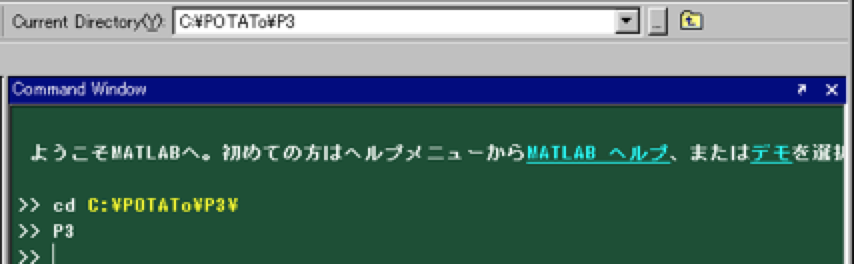 Current Directory(Y): C:¥POTATo¥P3
...
Command Window
ようこそMATLABへ。初めての方はヘルプメニューからMATLAB ヘルプ、またはデモを選択
>> cd C:¥POTATo¥P3¥
>> P3
>>